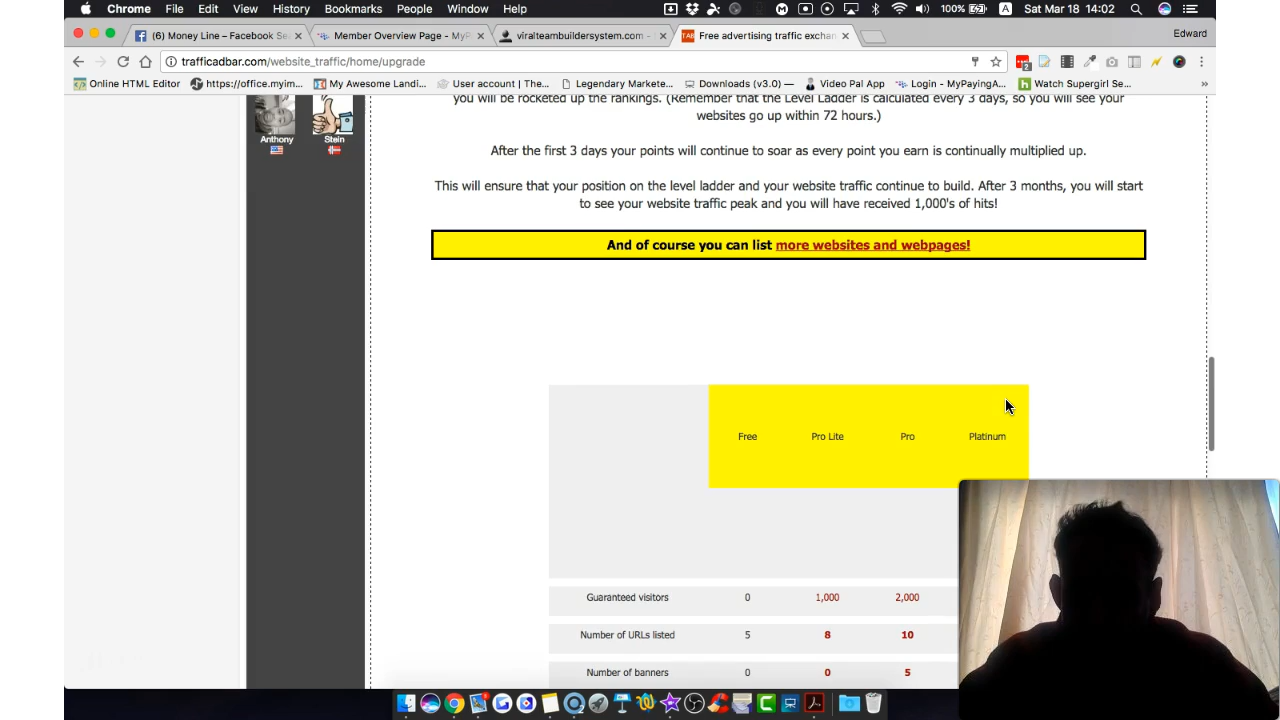 Chrome File Edit View History Bookmarks People Window Help 100% A Sat Mar 18 14:02
(6) Money Line – Facebook Se
Member Overview Page - MyP
viralteambuildersystem.com -
TAB Free advertising traffic exchan
Edward
trafficadbar.com/website_traffic/home/upgrade
2
Online HTML Editor
https://office.myim...
My Awesome Landi...
User account | The...
Legendary Markete...
Downloads (v3.0) —
Video Pal App
Login - MyPayingA...
Watch Supergirl Se...
»
Anthony Stein
you will be rocketed up the rankings. (Remember that the Level Ladder is calculated every 3 days, so you will see your
websites go up within 72 hours.)
After the first 3 days your points will continue to soar as every point you earn is continually multiplied up.
This will ensure that your position on the level ladder and your website traffic continue to build. After 3 months, you will start
to see your website traffic peak and you will have received 1,000's of hits!
And of course you can list more websites and webpages!
Free Pro Lite Pro Platinum
Guaranteed visitors 0 1,000 2,000
Number of URLs listed 5 8 10
Number of banners 0 0 5